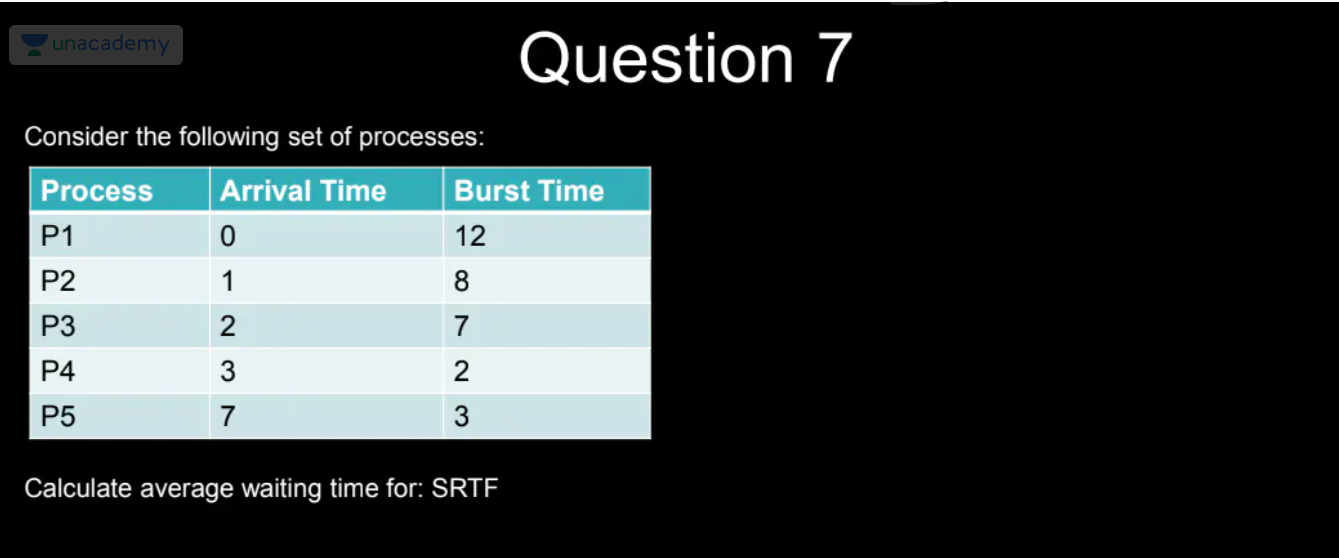 unacademy
Question 7
Consider the following set of processes:
Process Arrival Time Burst Time
P1 0 12
P2 1 8
P3 2 7
P4 3 2
P5 7 3
Calculate average waiting time for: SRTF